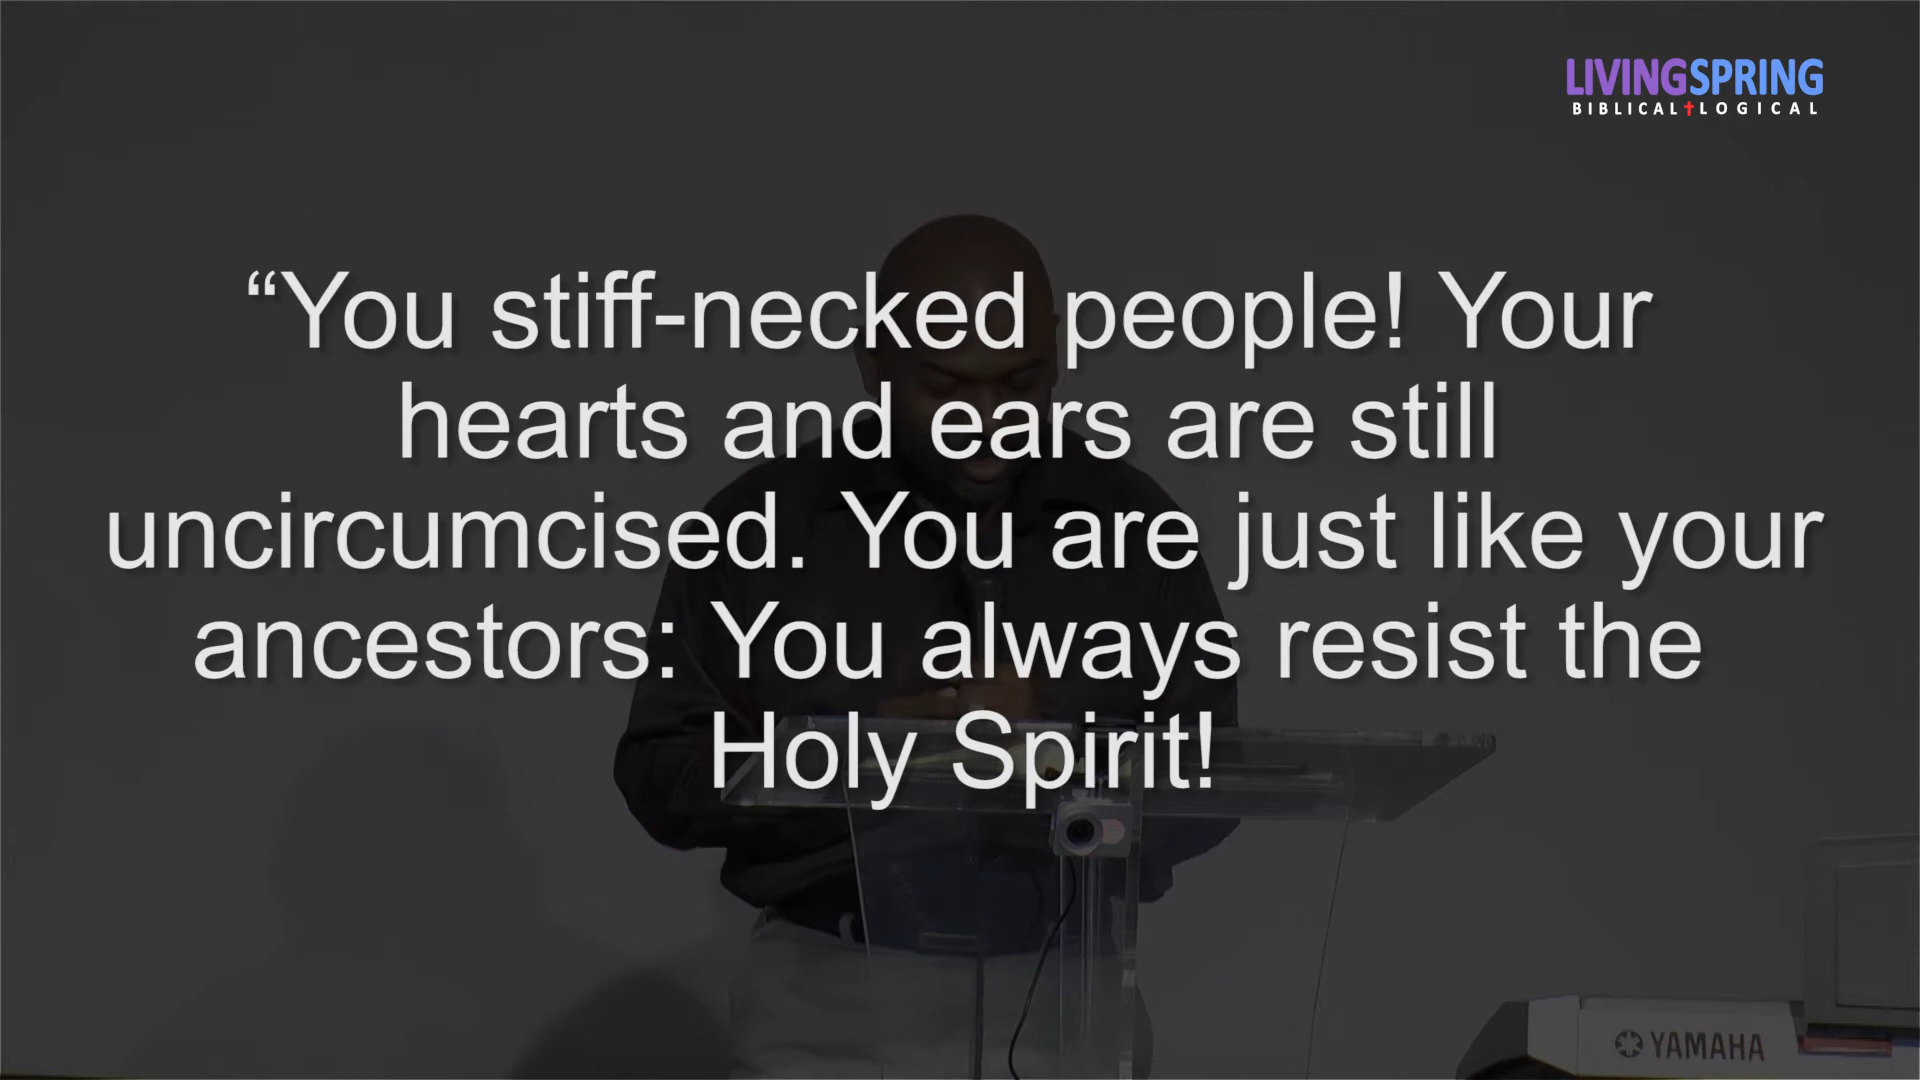 LIVINGSPRING
BIBLICAL✝LOGICAL
“You stiff-necked people! Your
hearts and ears are still
uncircumcised. You are just like your
ancestors: You always resist the
Holy Spirit!
YAMAHA